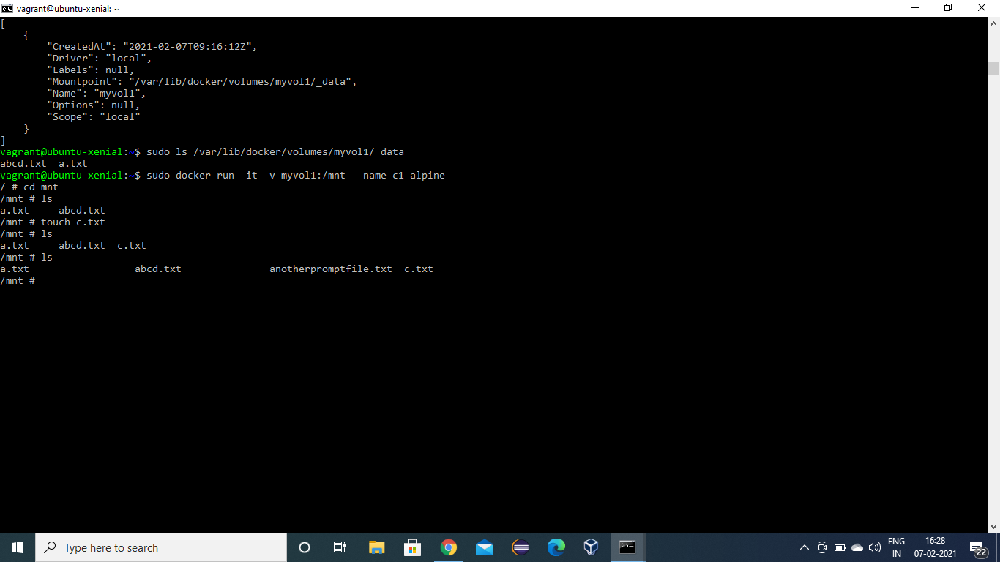 vagrant@ubuntu-xenial: ~
[
    {
        "CreatedAt": "2021-02-07T09:16:12Z",
        "Driver": "local",
        "Labels": null,
        "Mountpoint": "/var/lib/docker/volumes/myvol1/_data",
        "Name": "myvol1",
        "Options": null,
        "Scope": "local"
    }
]
vagrant@ubuntu-xenial:~$ sudo ls /var/lib/docker/volumes/myvol1/_data
abcd.txt  a.txt
vagrant@ubuntu-xenial:~$ sudo docker run -it -v myvol1:/mnt --name c1 alpine
/ # cd mnt
/mnt # ls
a.txt     abcd.txt
/mnt # touch c.txt
/mnt # ls
a.txt     abcd.txt  c.txt
/mnt # ls
a.txt                  abcd.txt               anotherpromptfile.txt  c.txt
/mnt #
Type here to search
ENG
IN
16:28
07-02-2021
22